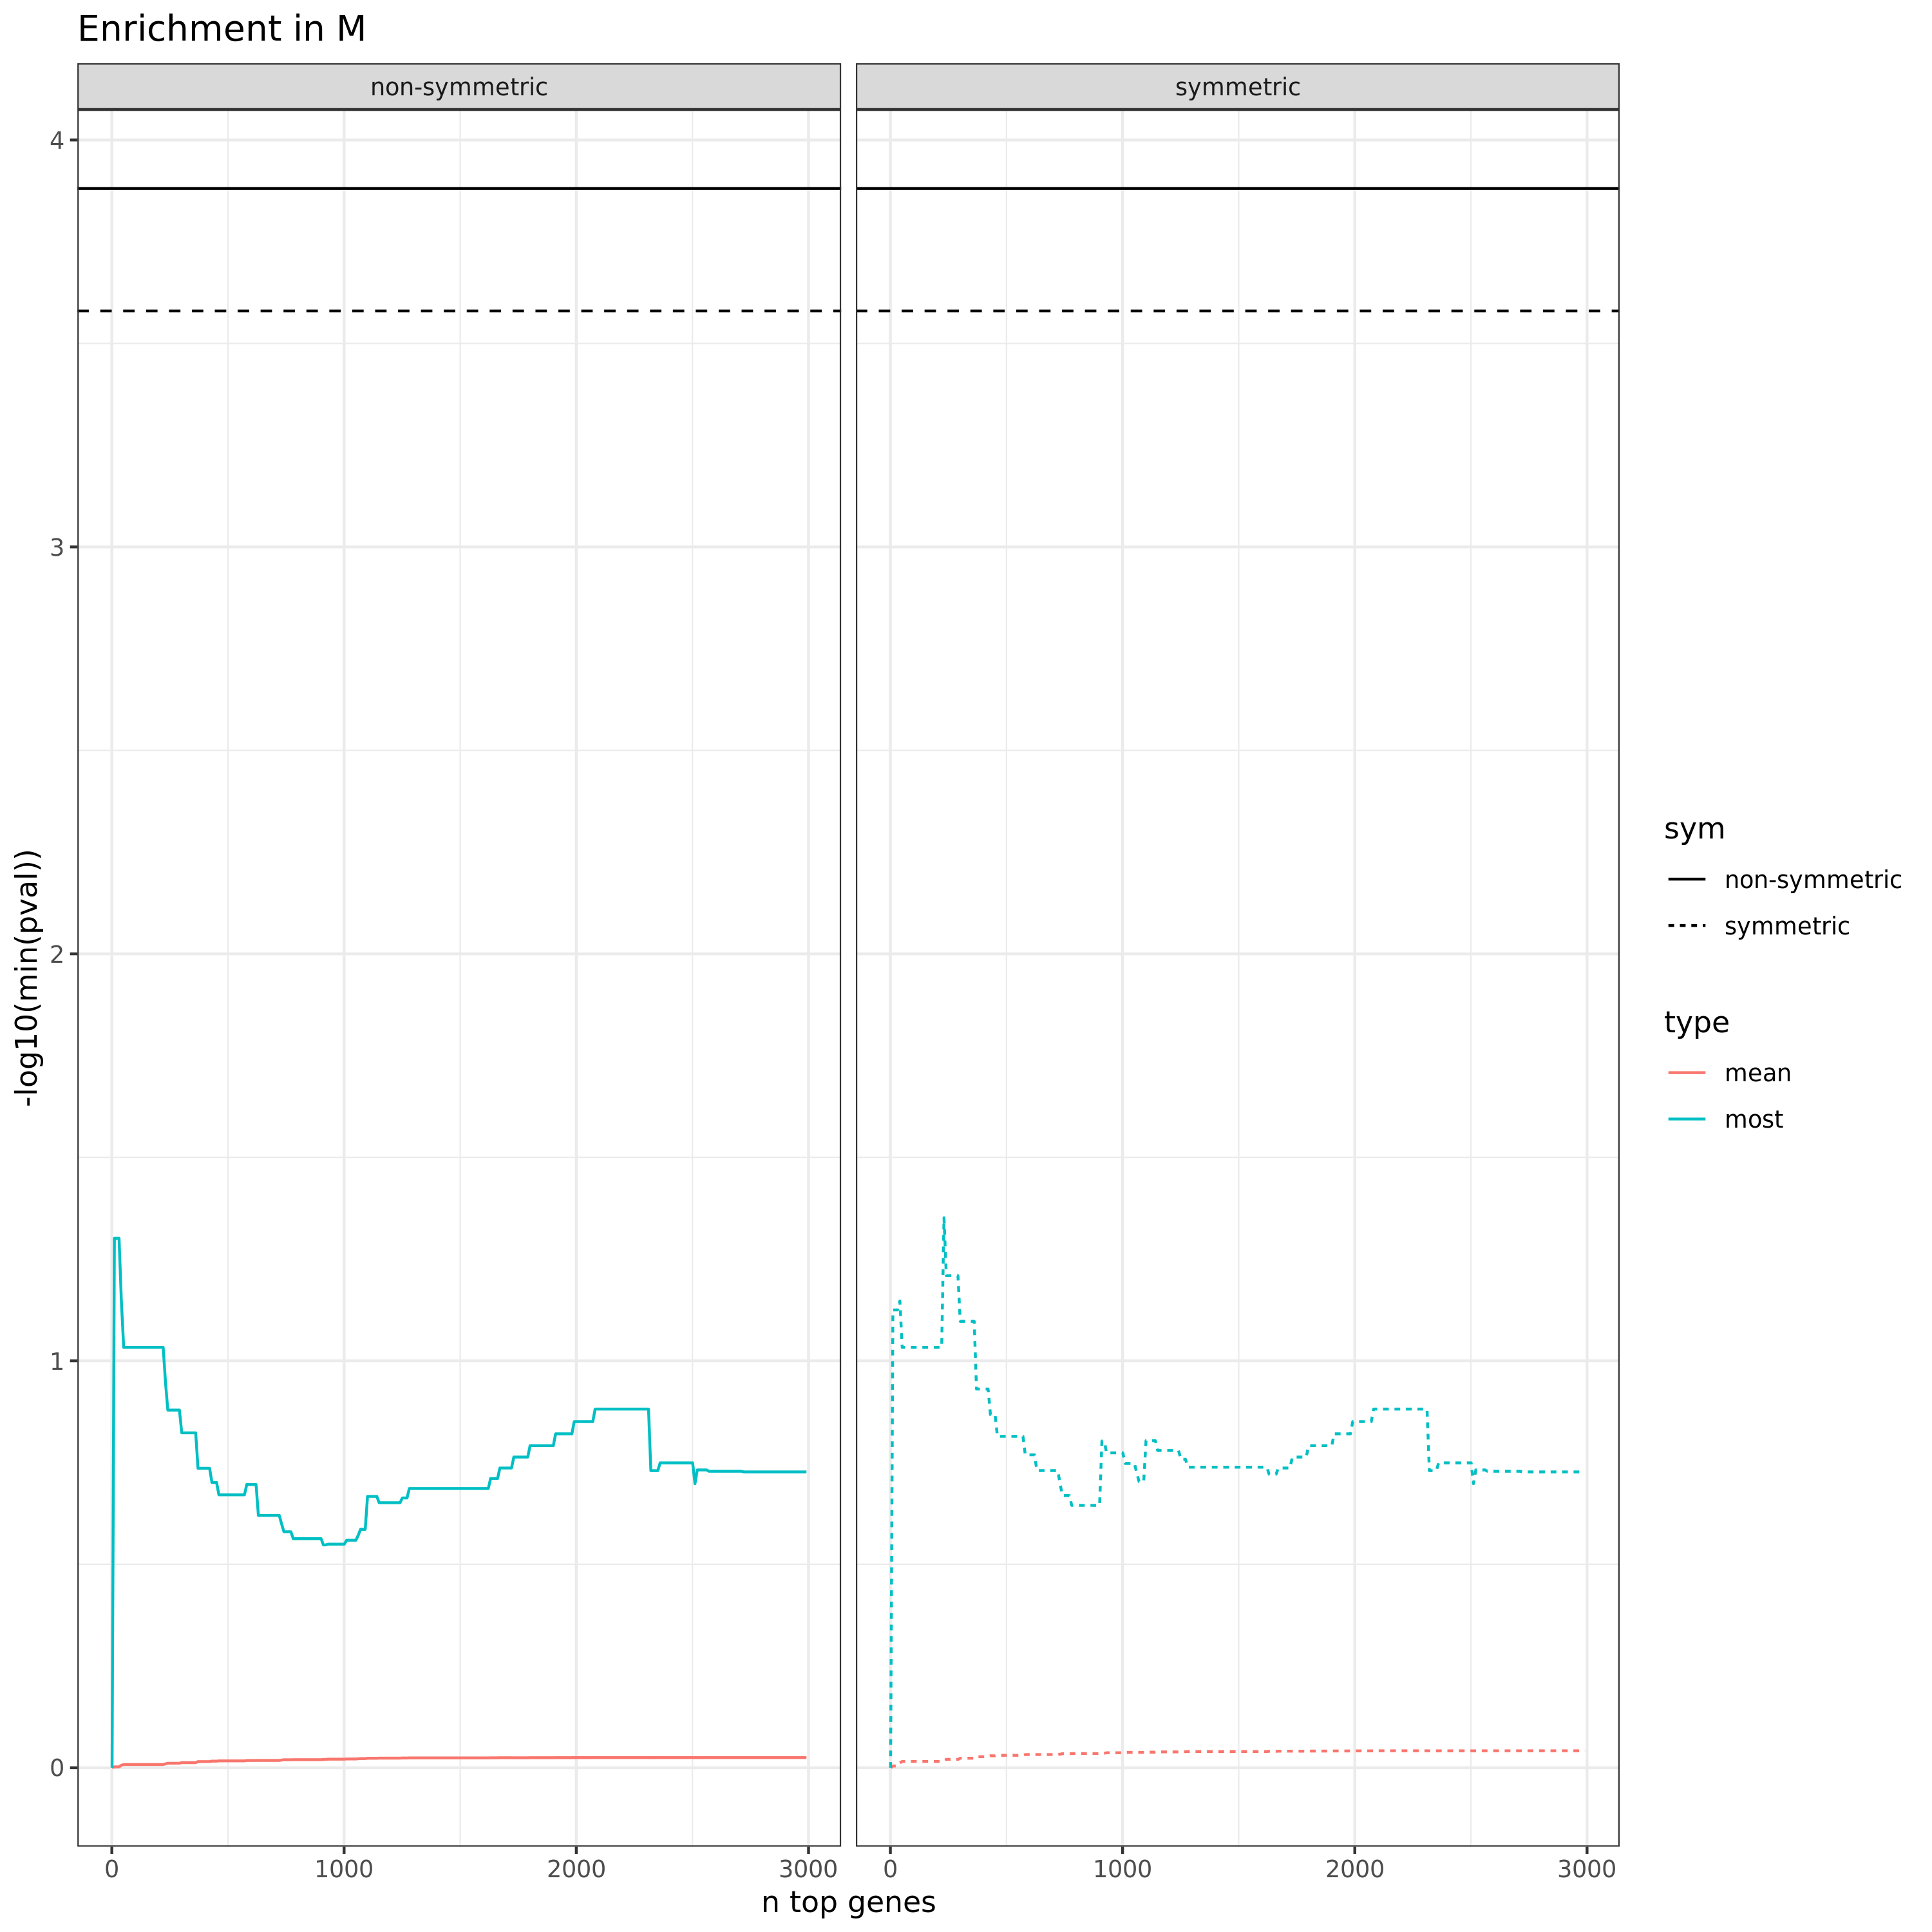 Enrichment in M
non-symmetric
symmetric
4
3
2
1
0
-log10(min(pval))
0 1000 2000 3000
0 1000 2000 3000
n top genes
sym
non-symmetric
symmetric
type
mean
most